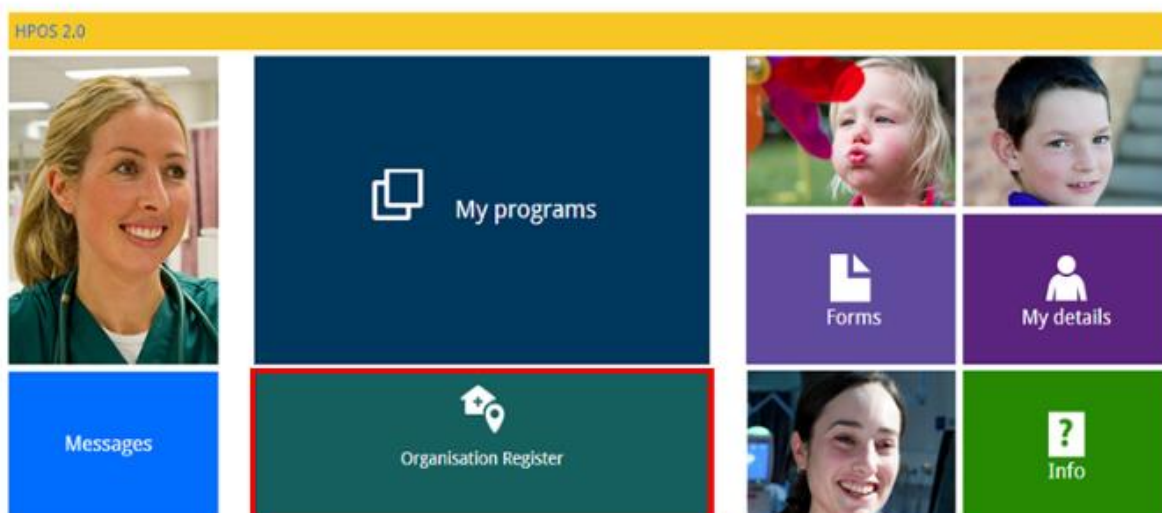 HPOS 2.0
My programs
Forms
My details
Messages
Organisation Register
?
Info